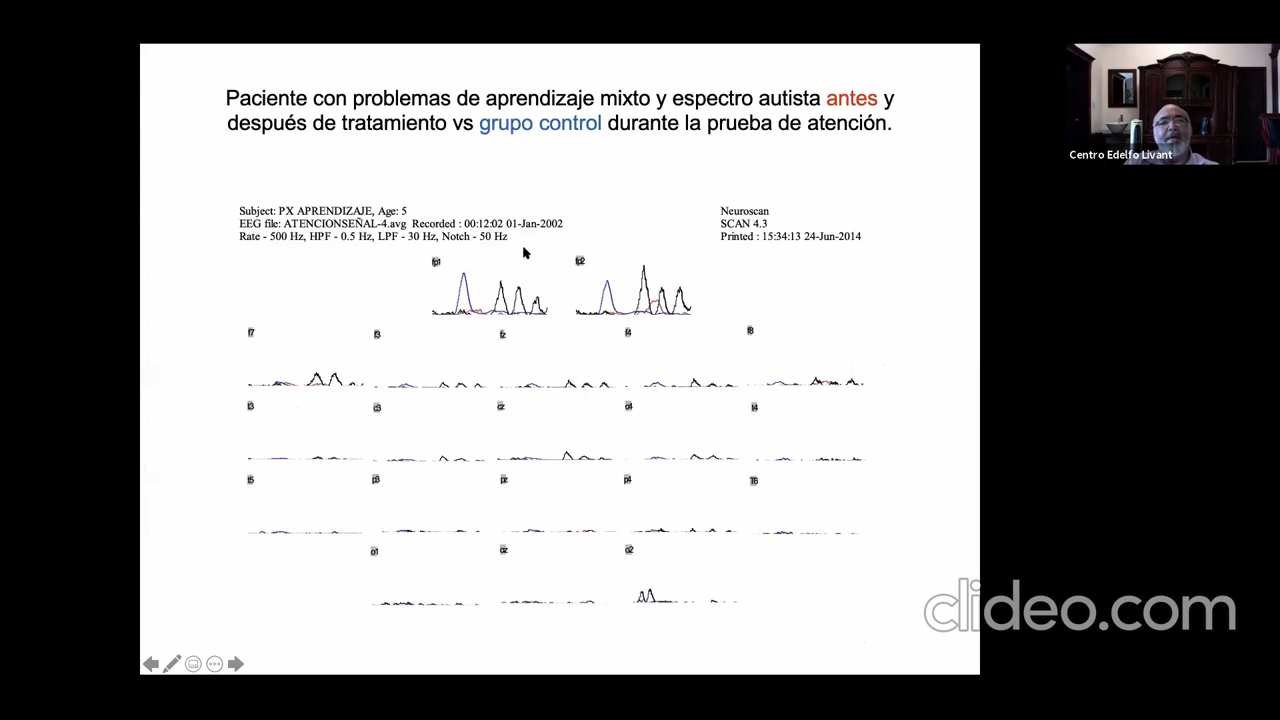 Paciente con problemas de aprendizaje mixto y espectro autista antes y
después de tratamiento vs grupo control durante la prueba de atención.
Centro Edelfo Livant
Subject: PX APRENDIZAJE, Age: 5
EEG file: ATENCIONSEÑAL-4.avg Recorded : 00:12:02 01-Jan-2002
Rate - 500 Hz, HPF - 0.5 Hz, LPF - 30 Hz, Notch - 50 Hz
Neuroscan
SCAN 4.3
Printed : 15:34:13 24-Jun-2014
fp1 fp2
f7 f3 fz f4 f8
t3 c3 cz c4 t4
t5 p3 pz p4 T6
o1 oz o2
clideo.com